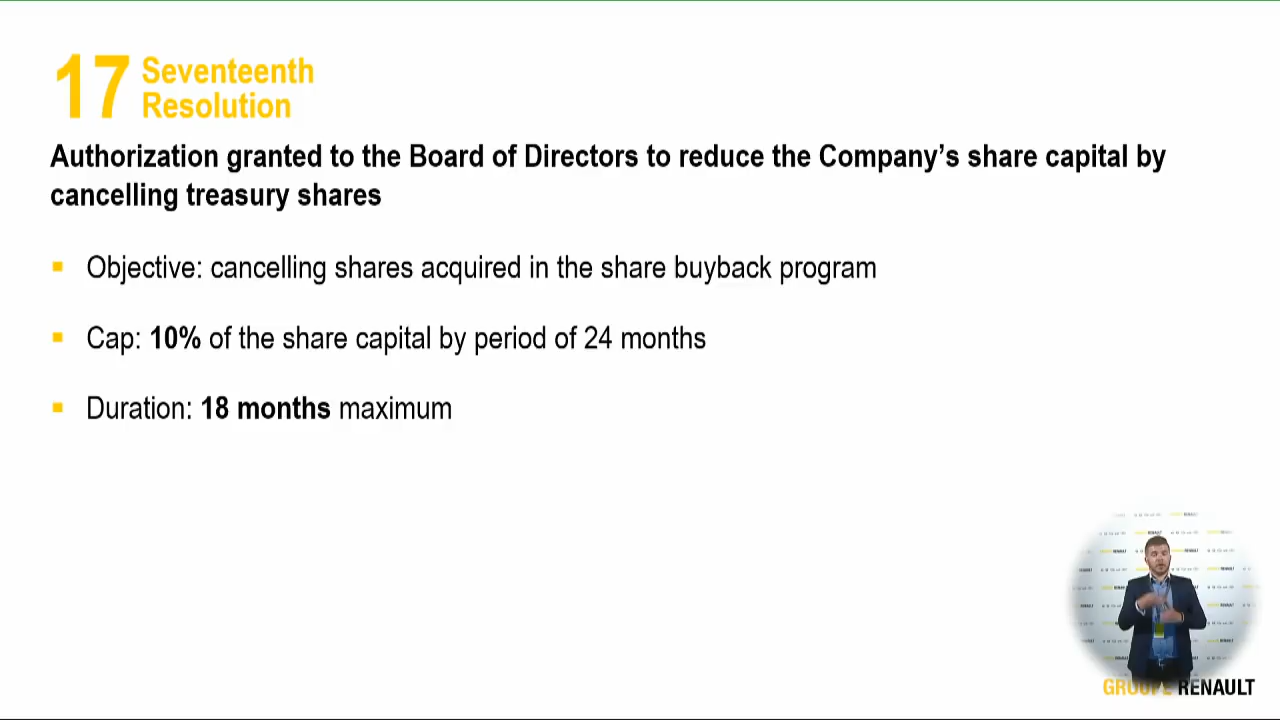 17 Seventeenth
Resolution
Authorization granted to the Board of Directors to reduce the Company’s share capital by
cancelling treasury shares
Objective: cancelling shares acquired in the share buyback program
Cap: 10% of the share capital by period of 24 months
Duration: 18 months maximum
GROUPE RENAULT